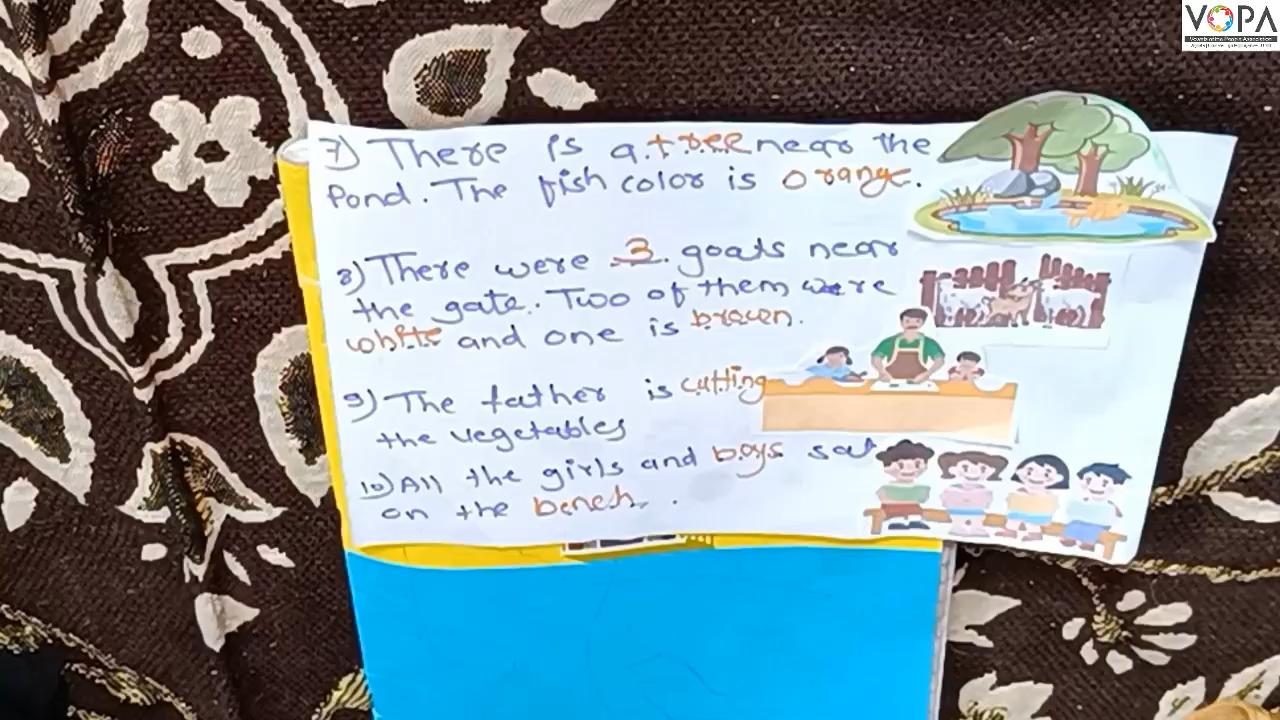 VOPA
7) There is a tree near the
Pond. The fish color is orange.
8) There were 3 goats near
the gate. Two of them were
white and one is brown.
9) The father is cutting
the vegetables
10) All the girls and boys sat
on the bench.